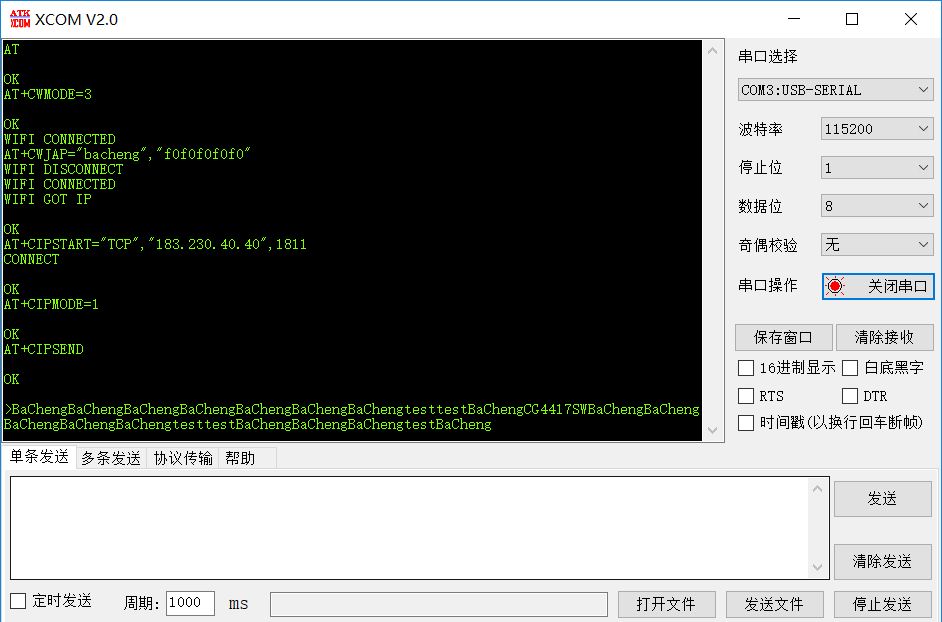 ATK XCOM XCOM V2.0
AT
OK
AT+CWMODE=3
OK
WIFI CONNECTED
AT+CWJAP="bacheng","f0f0f0f0f0"
WIFI DISCONNECT
WIFI CONNECTED
WIFI GOT IP
OK
AT+CIPSTART="TCP","183.230.40.40",1811
CONNECT
OK
AT+CIPMODE=1
OK
AT+CIPSEND
OK
>BaChengBaChengBaChengBaChengBaChengBaChengBaChengtesttestBaChengCG4417SWBaChengBaCheng
BaChengBaChengBaChengtesttestBaChengBaChengBaChengtestBaCheng
串口选择
COM3:USB-SERIAL
波特率 115200
停止位 1
数据位 8
奇偶校验 无
串口操作 关闭串口
保存窗口 清除接收
16进制显示 白底黑字
RTS DTR
时间戳(以换行回车断帧)
单条发送 多条发送 协议传输 帮助
发送
清除发送
定时发送 周期: 1000 ms 打开文件 发送文件 停止发送